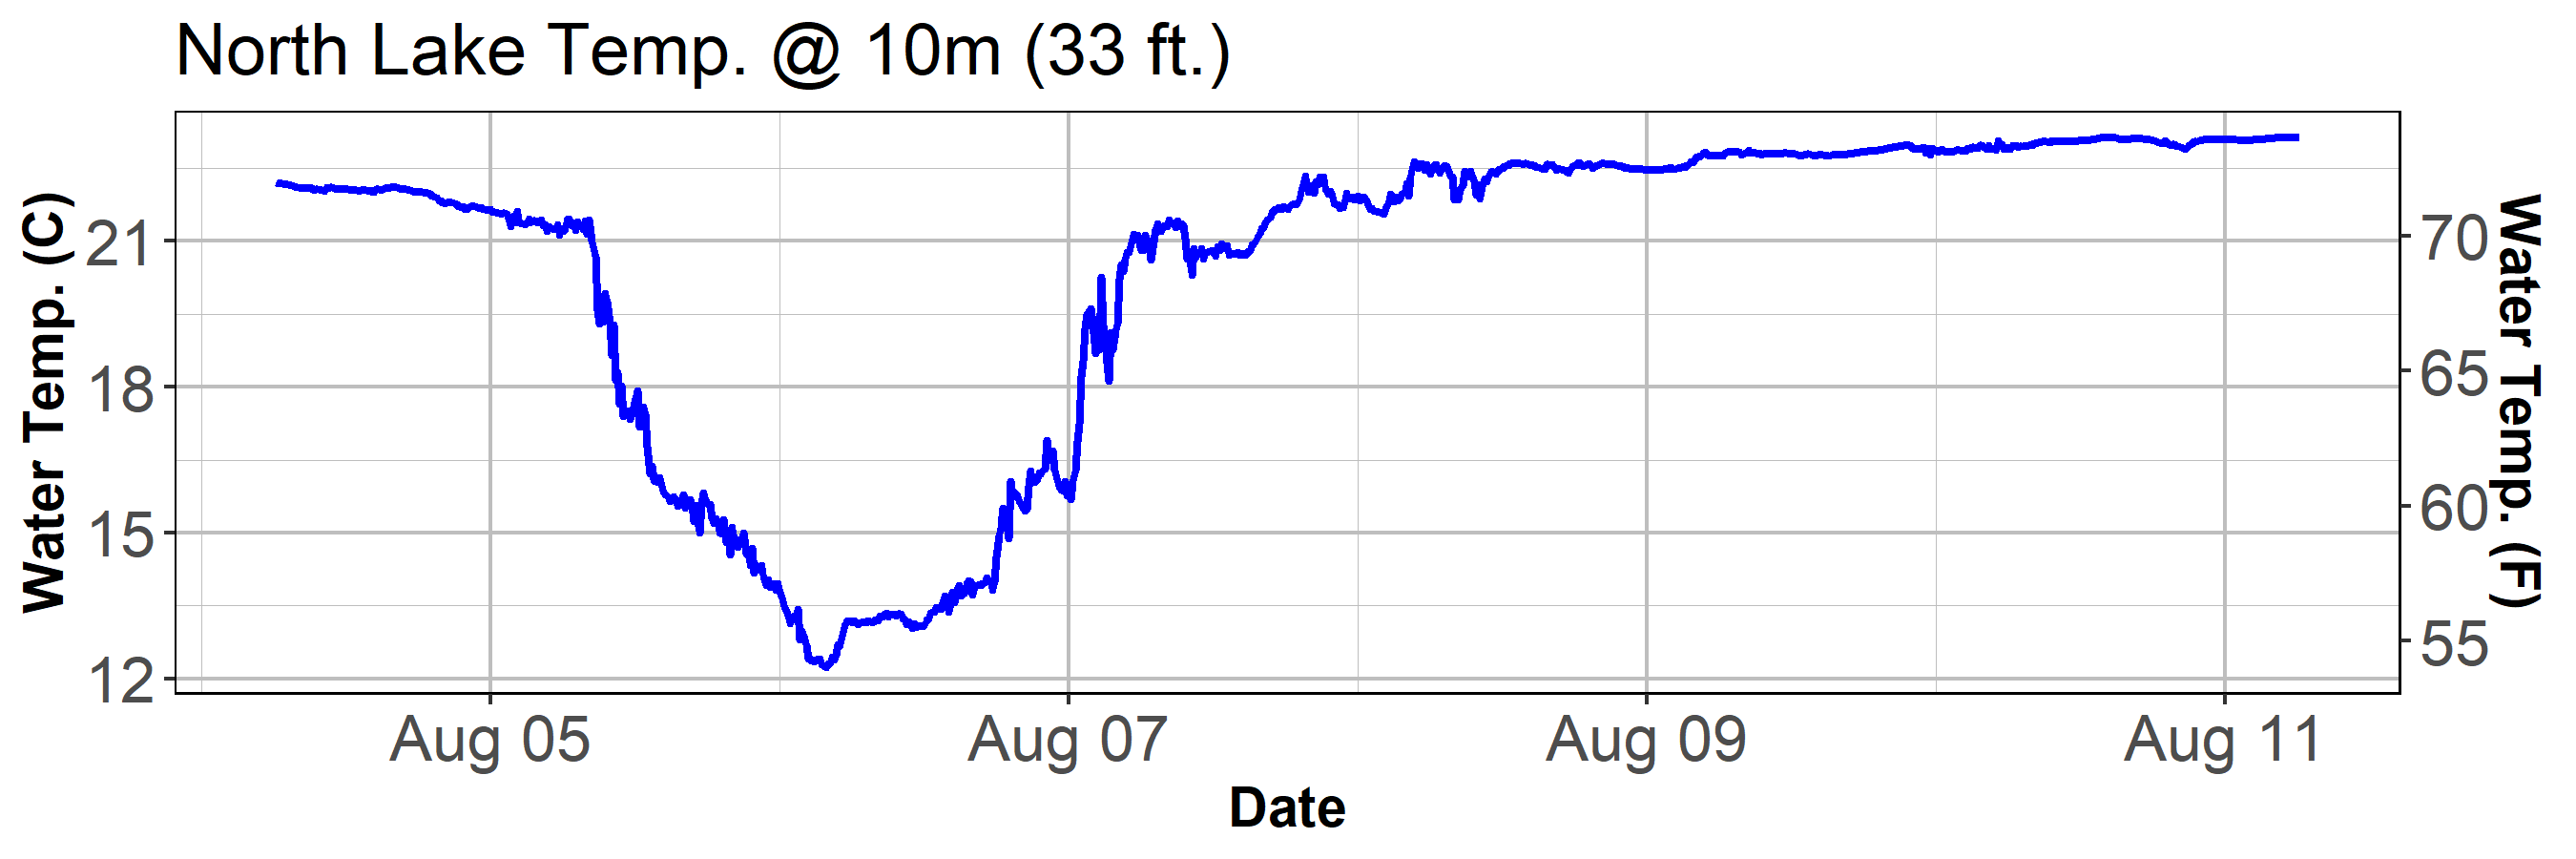 North Lake Temp. @ 10m (33 ft.)
Water Temp. (C)
21
18
15
12
70
65
60
55
Water Temp. (F)
Aug 05
Aug 07
Aug 09
Aug 11
Date